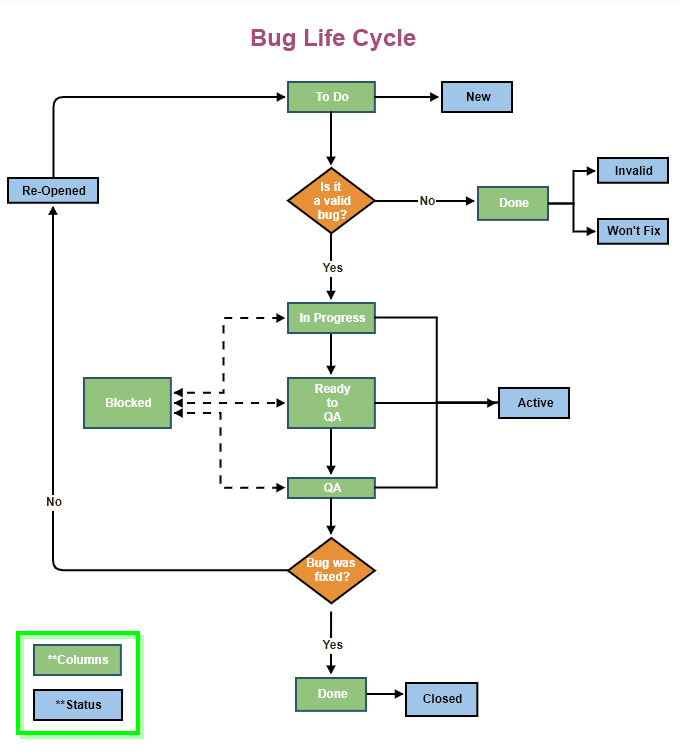 Bug Life Cycle
To Do
New
Is it
a valid
bug?
No
Done
Invalid
Won't Fix
Re-Opened
Yes
In Progress
Blocked
Ready
to
QA
Active
QA
No
Bug was
fixed?
Yes
**Columns
**Status
Done
Closed